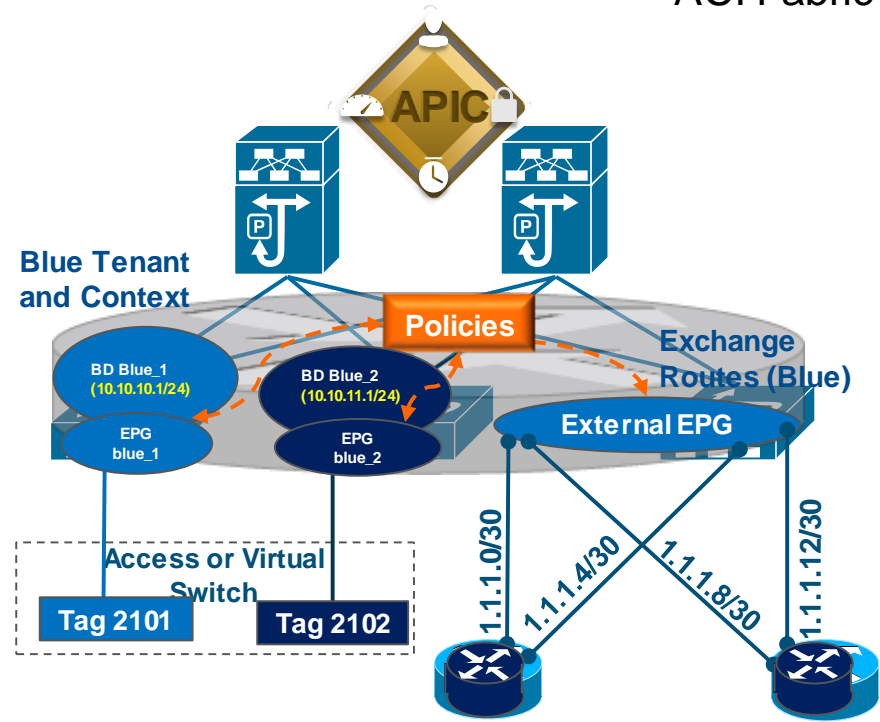 ACI Fabric
APIC
P
P
Blue Tenant
and Context
Policies
Exchange
Routes (Blue)
BD Blue_1
(10.10.10.1/24)
BD Blue_2
(10.10.11.1/24)
External EPG
EPG
blue_1
EPG
blue_2
Access or Virtual
Switch
Tag 2101
Tag 2102
1.1.1.0/30
1.1.1.4/30
1.1.1.8/30
1.1.1.12/30